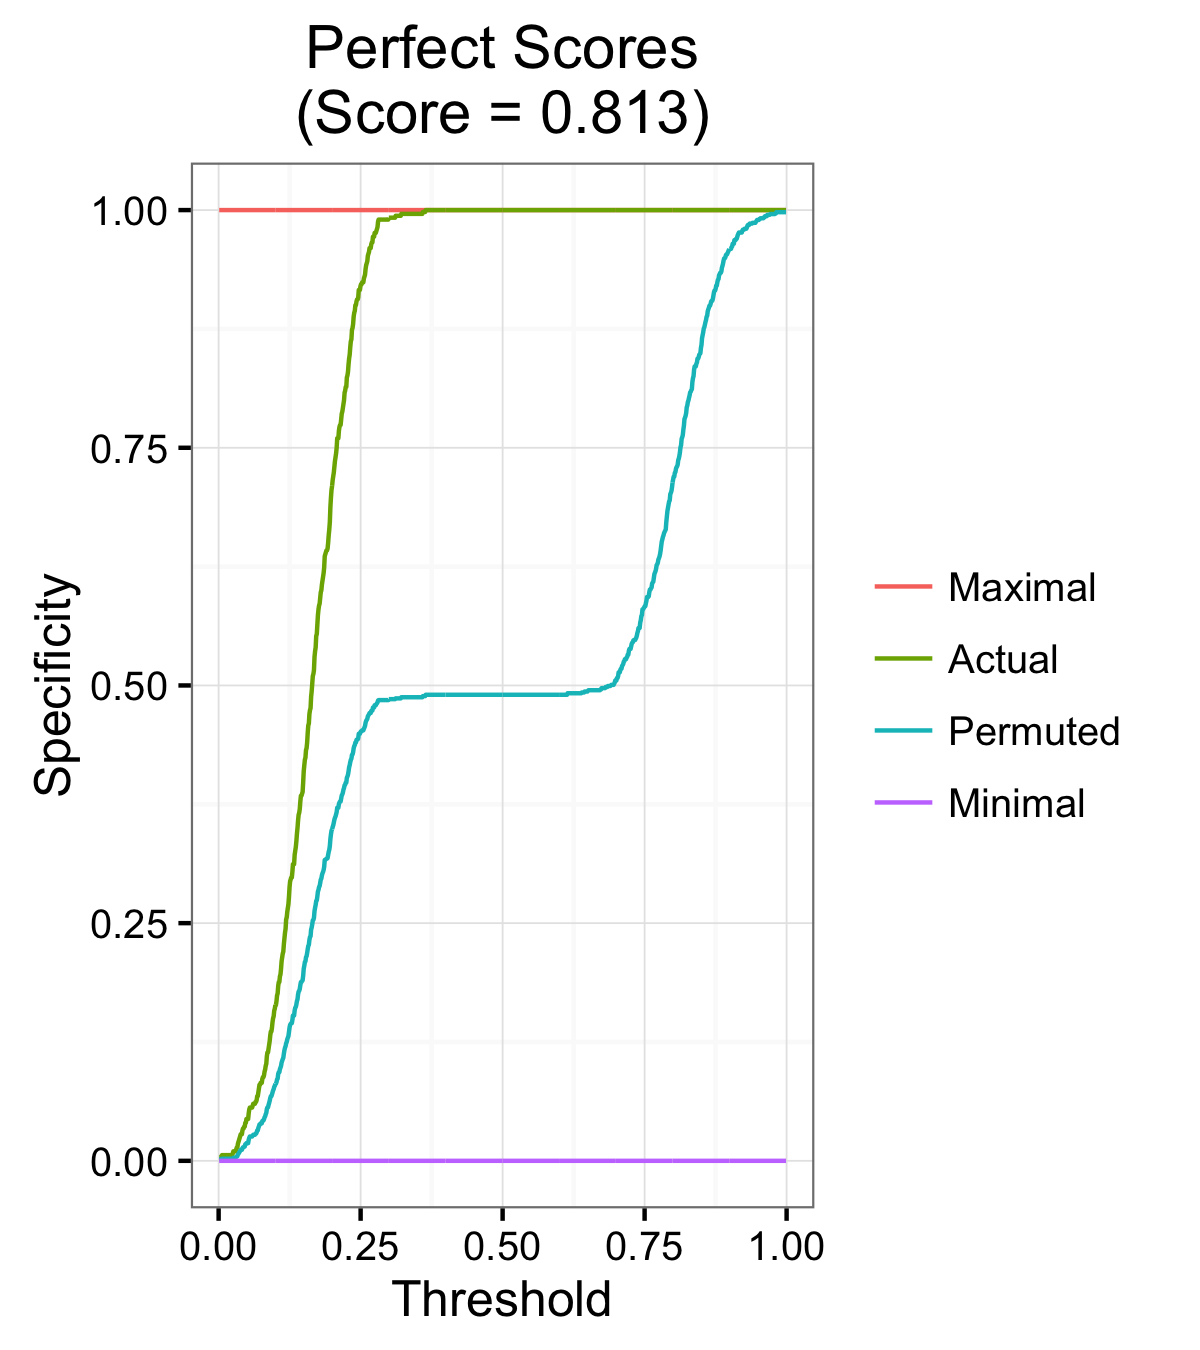 Perfect Scores
(Score = 0.813)
1.00
0.75
0.50
0.25
0.00
Specificity
0.00 0.25 0.50 0.75 1.00
Threshold
Maximal
Actual
Permuted
Minimal